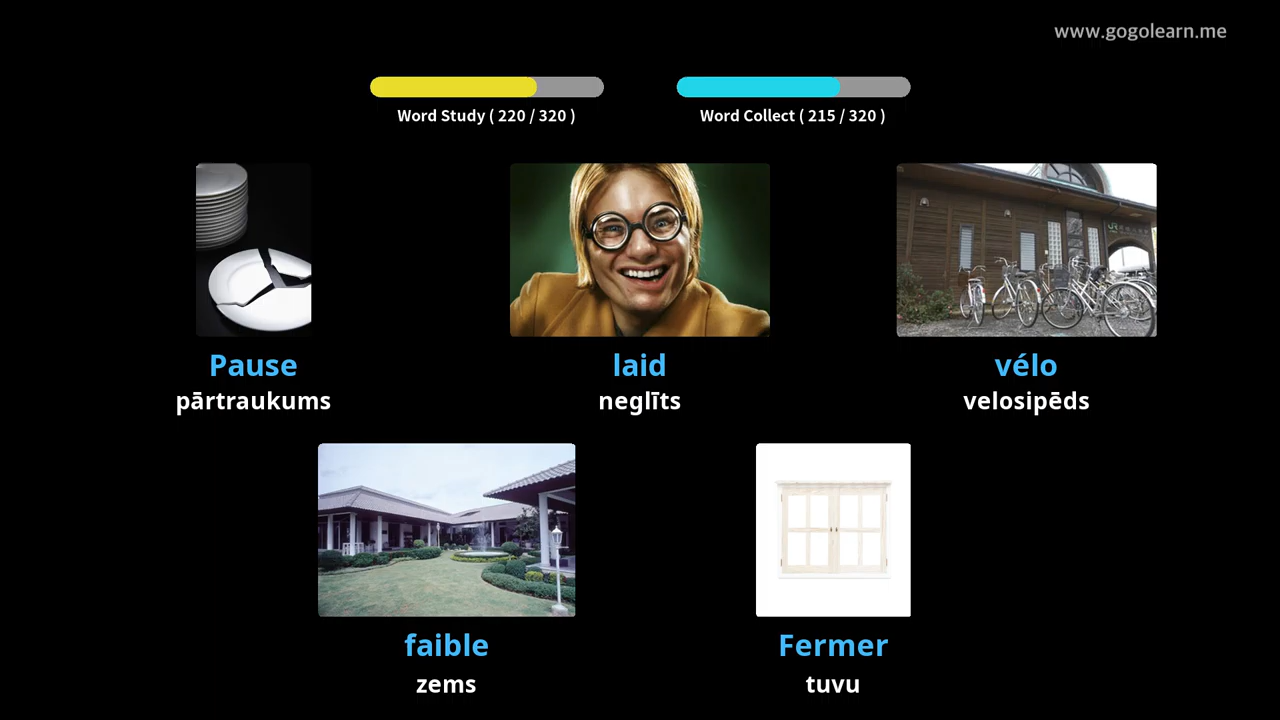 www.gogolearn.me
Word Study ( 220 / 320 )
Word Collect ( 215 / 320 )
Pause
pārtraukums
laid
neglīts
vélo
velosipēds
faible
zems
Fermer
tuvu